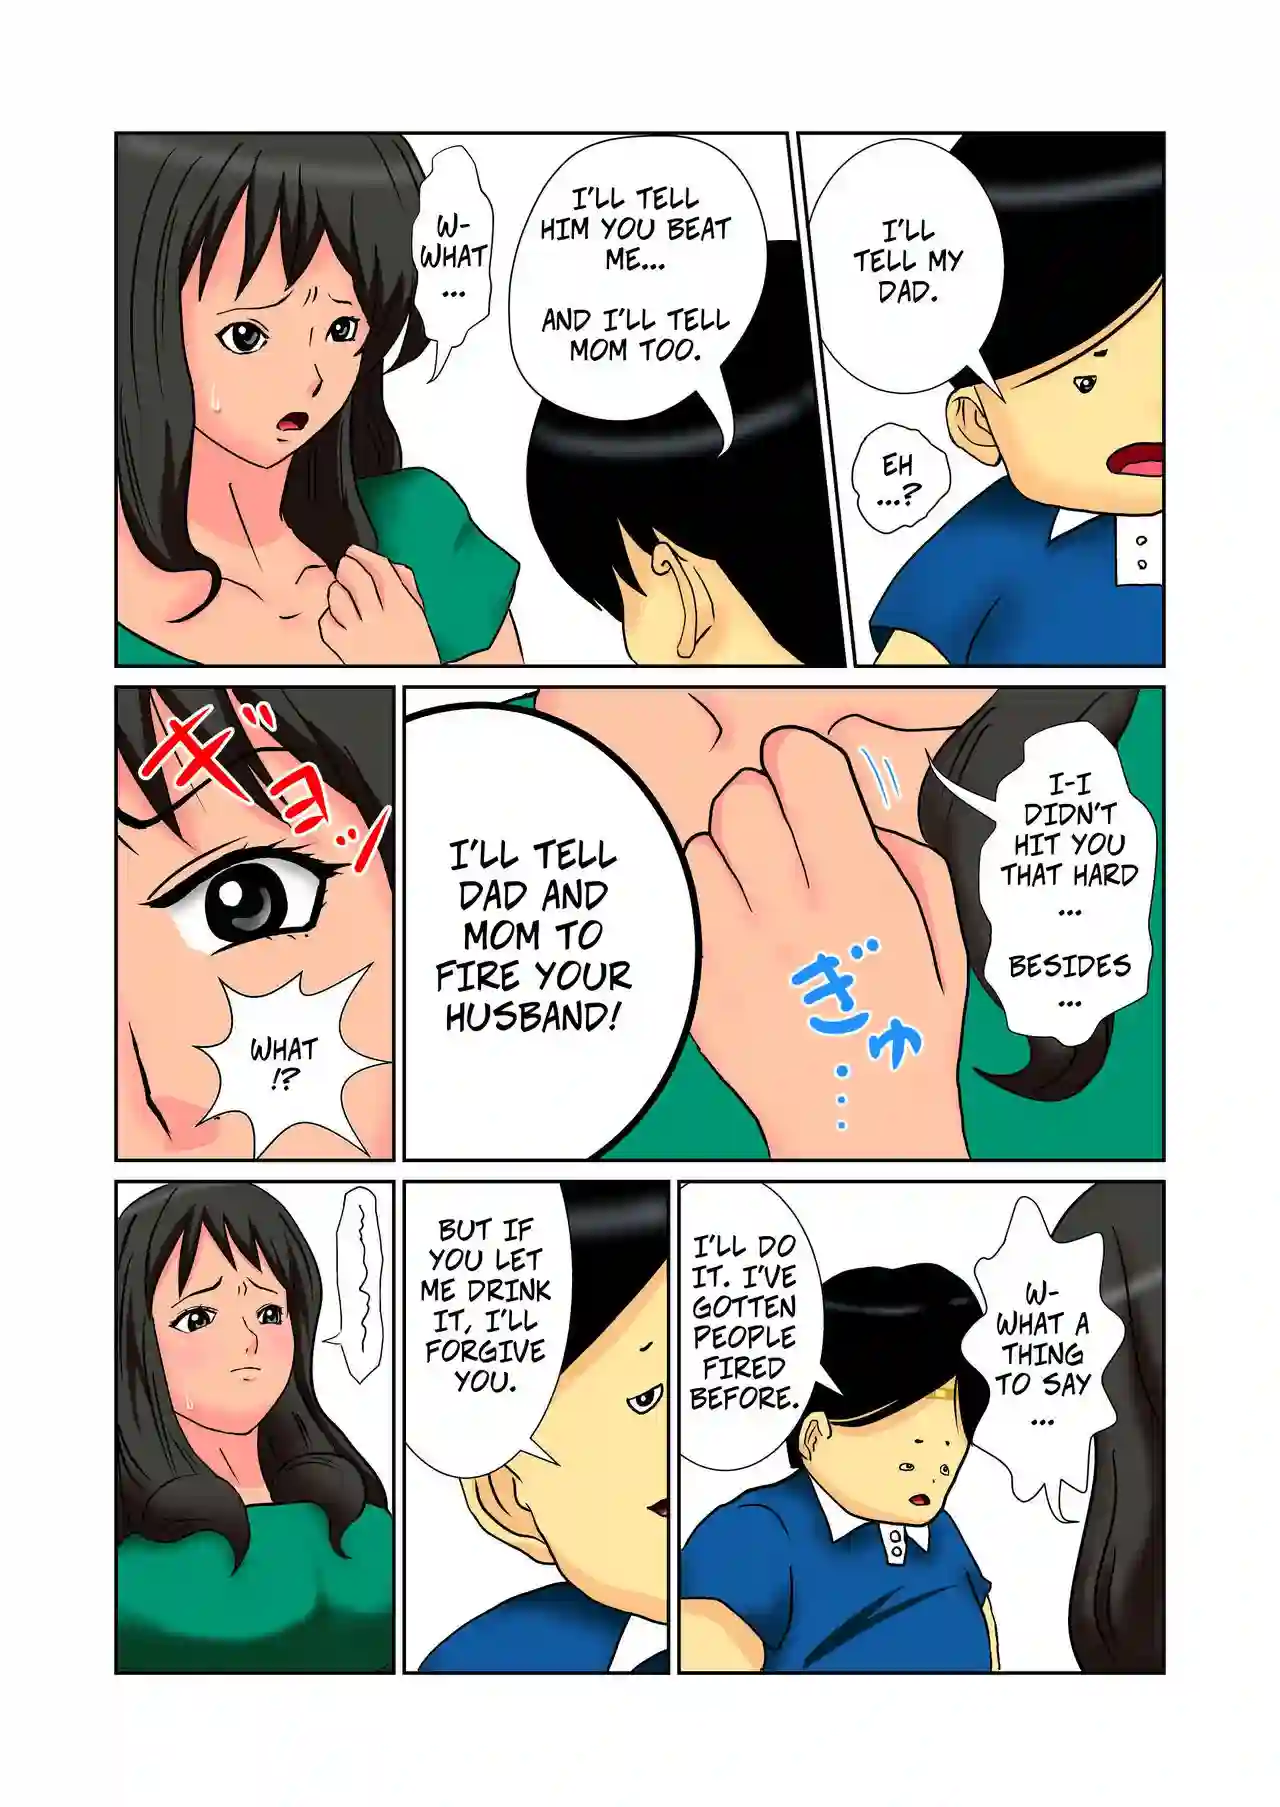 I'LL
TELL MY
DAD.
EH
...?
I'LL TELL
HIM YOU BEAT
ME...
AND I'LL TELL
MOM TOO.
W-
WHAT
...
I-I
DIDN'T
HIT YOU
THAT HARD
...
BESIDES
...
ぎゅ...
I'LL TELL
DAD AND
MOM TO
FIRE YOUR
HUSBAND!
ギョッ
WHAT
!?
W-
WHAT A
THING
TO SAY
...
I'LL DO
IT. I'VE
GOTTEN
PEOPLE
FIRED
BEFORE.
BUT IF
YOU LET
ME DRINK
IT, I'LL
FORGIVE
YOU.